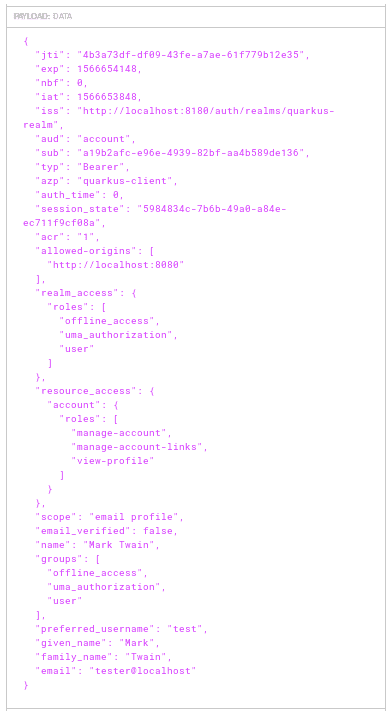 PAYLOAD: DATA
{
"jti": "4b3a73df-df09-43fe-a7ae-61f779b12e35",
"exp": 1566654148,
"nbf": 0,
"iat": 1566653848,
"iss": "http://localhost:8180/auth/realms/quarkus-
realm",
"aud": "account",
"sub": "a19b2afc-e96e-4939-82bf-aa4b589de136",
"typ": "Bearer",
"azp": "quarkus-client",
"auth_time": 0,
"session_state": "5984834c-7b6b-49a0-a84e-
ec711f9cf08a",
"acr": "1",
"allowed-origins": [
"http://localhost:8080"
],
"realm_access": {
"roles": [
"offline_access",
"uma_authorization",
"user"
]
},
"resource_access": {
"account": {
"roles": [
"manage-account",
"manage-account-links",
"view-profile"
]
}
},
"scope": "email profile",
"email_verified": false,
"name": "Mark Twain",
"groups": [
"offline_access",
"uma_authorization",
"user"
],
"preferred_username": "test",
"given_name": "Mark",
"family_name": "Twain",
"email": "tester@localhost"
}